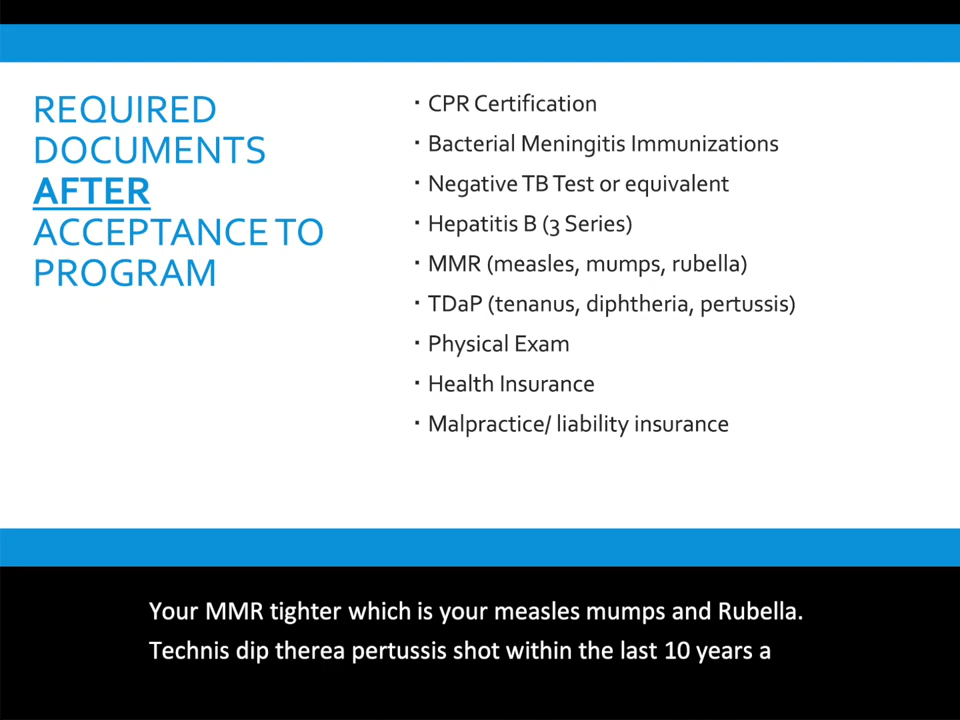 REQUIRED
DOCUMENTS
AFTER
ACCEPTANCE TO
PROGRAM
▪ CPR Certification
▪ Bacterial Meningitis Immunizations
▪ Negative TB Test or equivalent
▪ Hepatitis B (3 Series)
▪ MMR (measles, mumps, rubella)
▪ TDaP (tenanus, diphtheria, pertussis)
▪ Physical Exam
▪ Health Insurance
▪ Malpractice/ liability insurance
Your MMR tighter which is your measles mumps and Rubella.
Technis dip therea pertussis shot within the last 10 years a